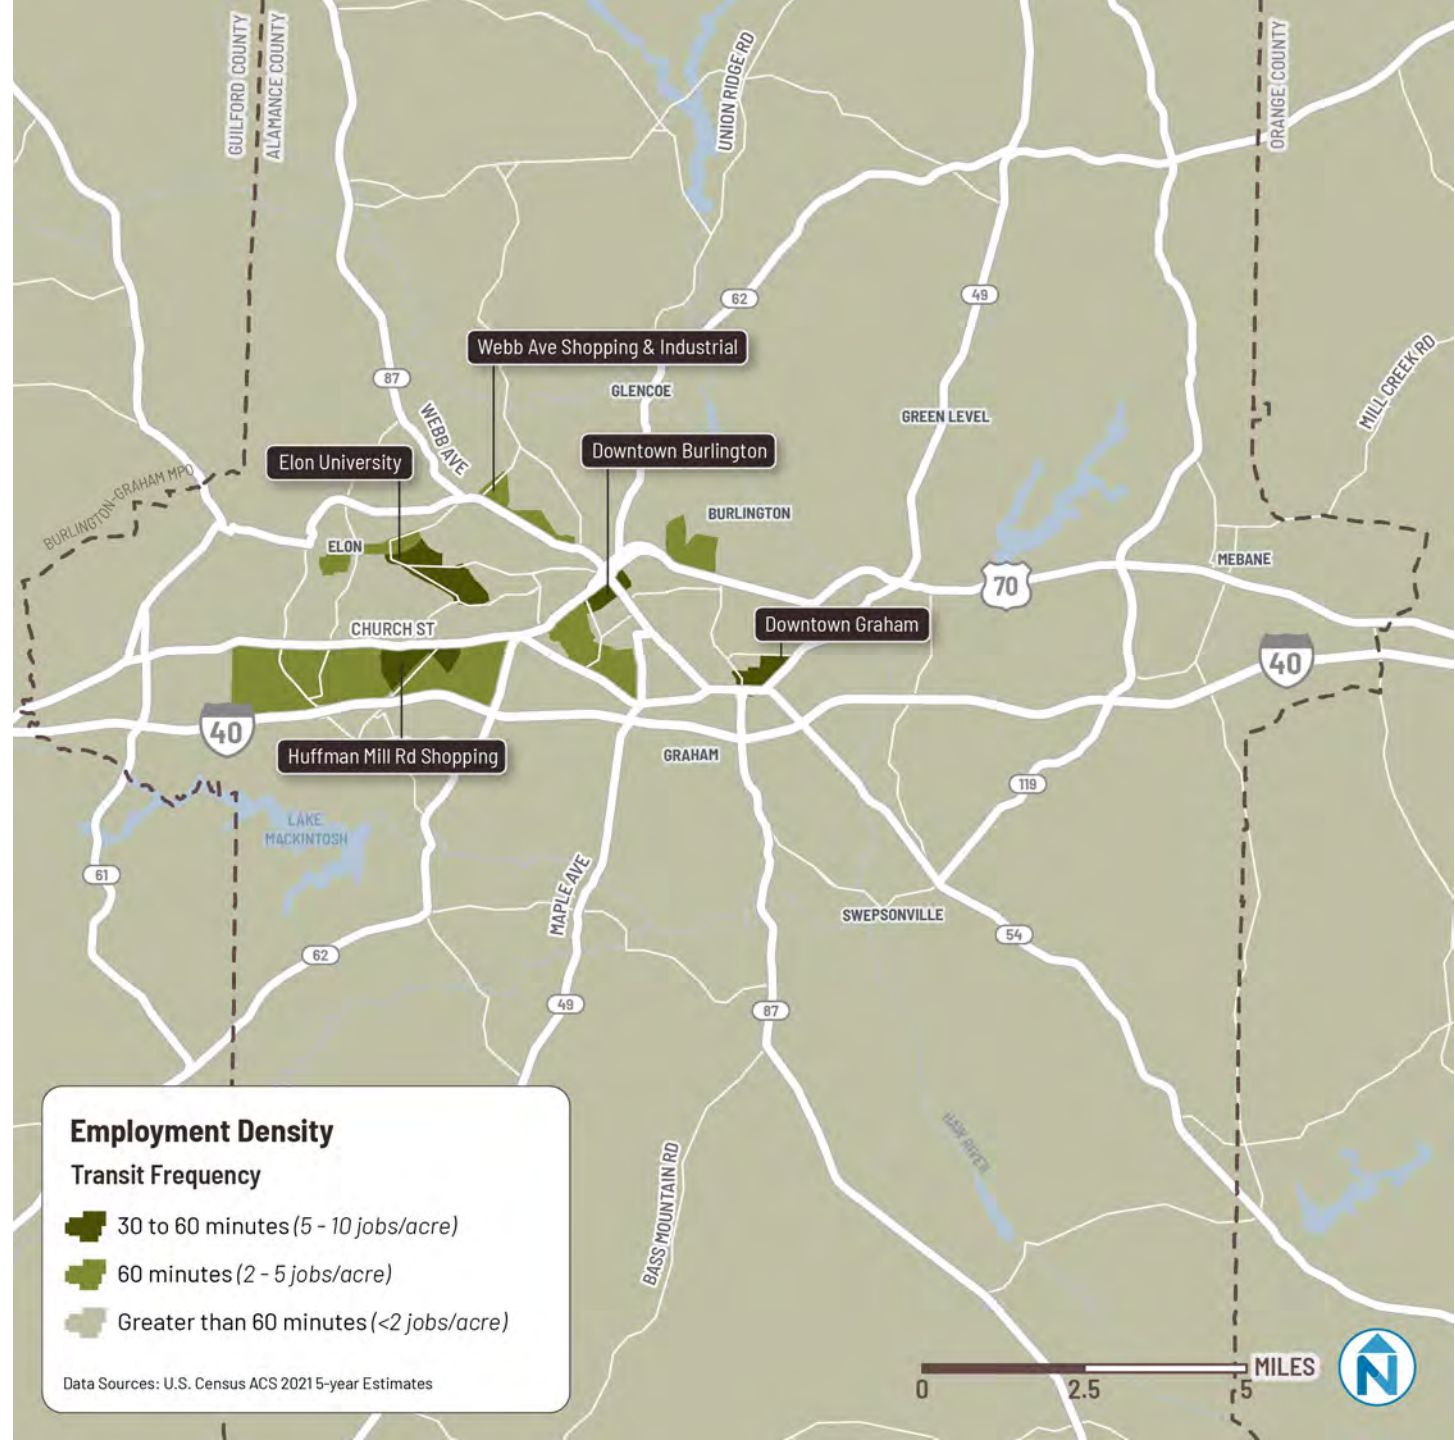 GUILFORD COUNTY
ALAMANCE COUNTY
UNION RIDGE RD
ORANGE COUNTY
62
49
Webb Ave Shopping & Industrial
87
GLENCOE
MILL CREEK RD
WEBB AVE
GREEN LEVEL
Elon University
Downtown Burlington
BURLINGTON-GRAHAM MPO
BURLINGTON
ELON
MEBANE
70
CHURCH ST
Downtown Graham
40
40
Huffman Mill Rd Shopping
GRAHAM
119
LAKE
MACKINTOSH
61
MAPLE AVE
SWEPSONVILLE
54
62
49
87
HAW RIVER
BASS MOUNTAIN RD
Employment Density
Transit Frequency
30 to 60 minutes (5 - 10 jobs/acre)
60 minutes (2 - 5 jobs/acre)
Greater than 60 minutes (<2 jobs/acre)
Data Sources: U.S. Census ACS 2021 5-year Estimates
MILES
0 2.5 5
N